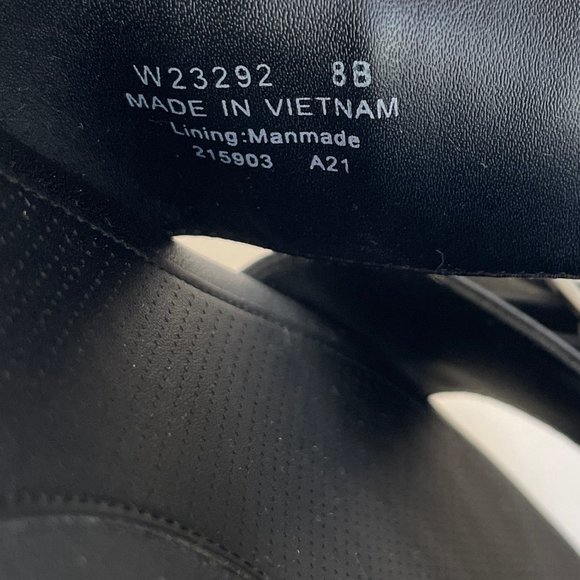 W23292 8B
MADE IN VIETNAM
Lining:Manmade
215903 A21